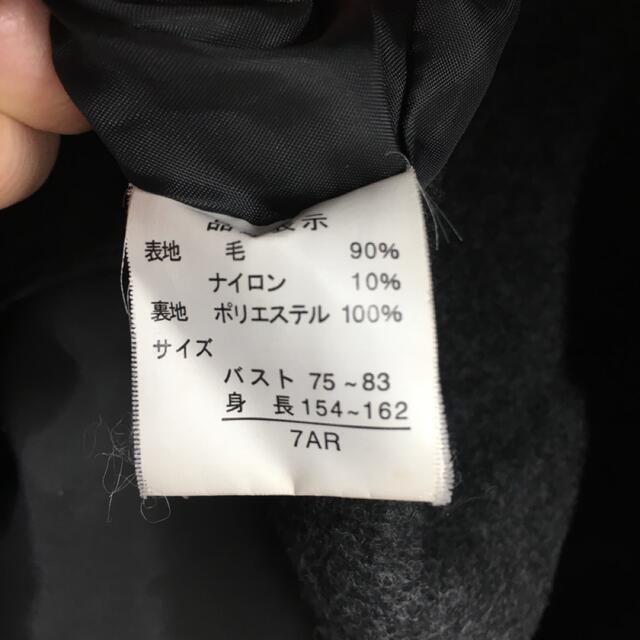 表示
表地 毛 90%
ナイロン 10%
裏地 ポリエステル 100%
サイズ
バスト 75~83
身 長 154~162
7AR